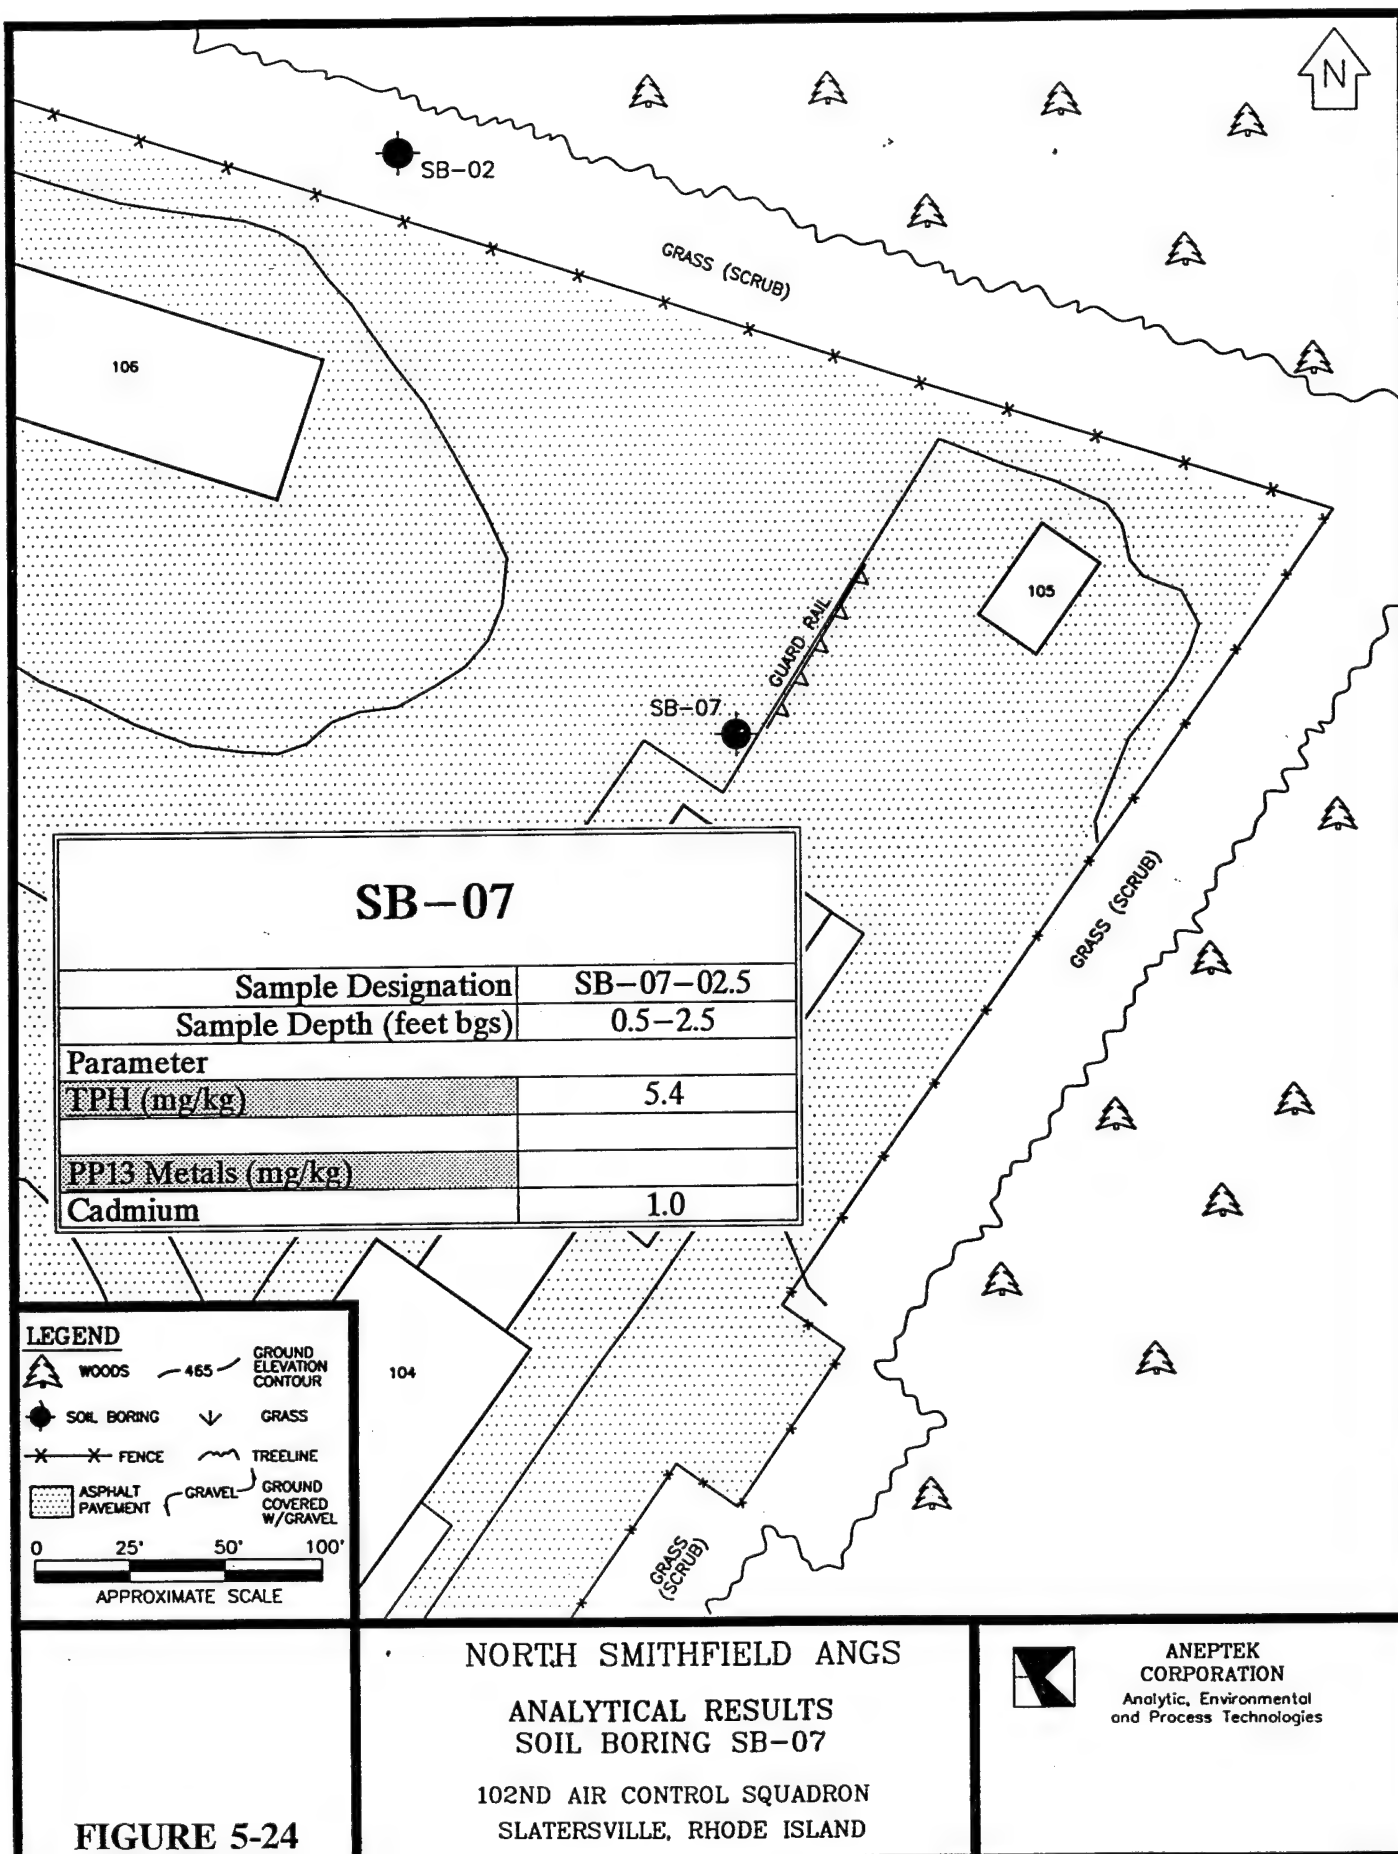 N
SB-02
GRASS (SCRUB)
106
105
GUARD RAIL
SB-07
GRASS (SCRUB)
SB-07
Sample Designation SB-07-02.5
Sample Depth (feet bgs) 0.5-2.5
Parameter
TPH (mg/kg) 5.4
PP13 Metals (mg/kg)
Cadmium 1.0
104
GRASS
(SCRUB)
LEGEND
WOODS
465
GROUND
ELEVATION
CONTOUR
SOIL BORING
GRASS
FENCE
TREELINE
ASPHALT
PAVEMENT
GRAVEL
GROUND
COVERED
W/GRAVEL
0 25' 50' 100'
APPROXIMATE SCALE
FIGURE 5-24
NORTH SMITHFIELD ANGS
ANALYTICAL RESULTS
SOIL BORING SB-07
102ND AIR CONTROL SQUADRON
SLATERSVILLE, RHODE ISLAND
ANEPTEK
CORPORATION
Analytic, Environmental
and Process Technologies